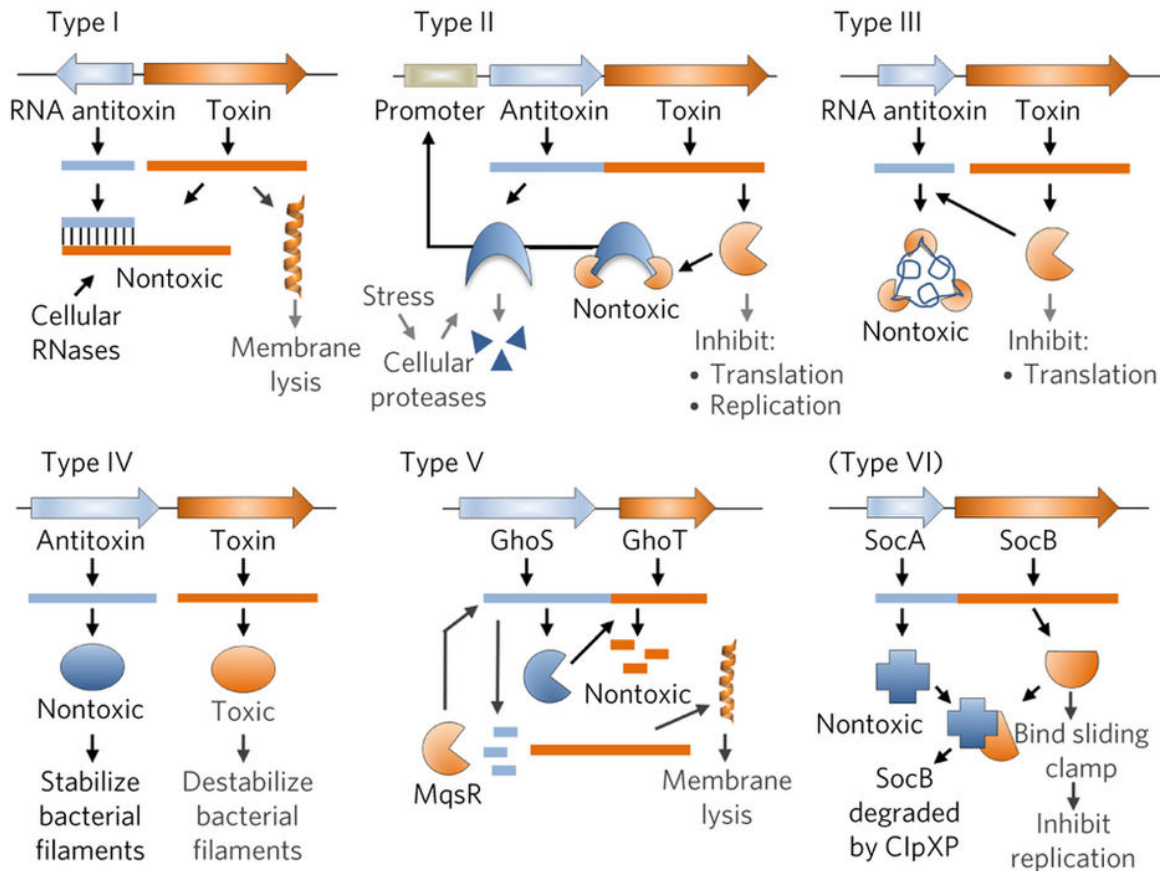 Type I
RNA antitoxin
Toxin
Nontoxic
Cellular
RNases
Membrane
lysis
Type II
Promoter
Antitoxin
Toxin
Stress
Cellular
proteases
Nontoxic
Inhibit:
• Translation
• Replication
Type III
RNA antitoxin
Toxin
Nontoxic
Inhibit:
• Translation
Type IV
Antitoxin
Toxin
Nontoxic
Toxic
Stabilize
bacterial
filaments
Destabilize
bacterial
filaments
Type V
GhoS
GhoT
Nontoxic
MqsR
Membrane
lysis
(Type VI)
SocA
SocB
Nontoxic
SocB
degraded
by ClpXP
Bind sliding
clamp
Inhibit
replication